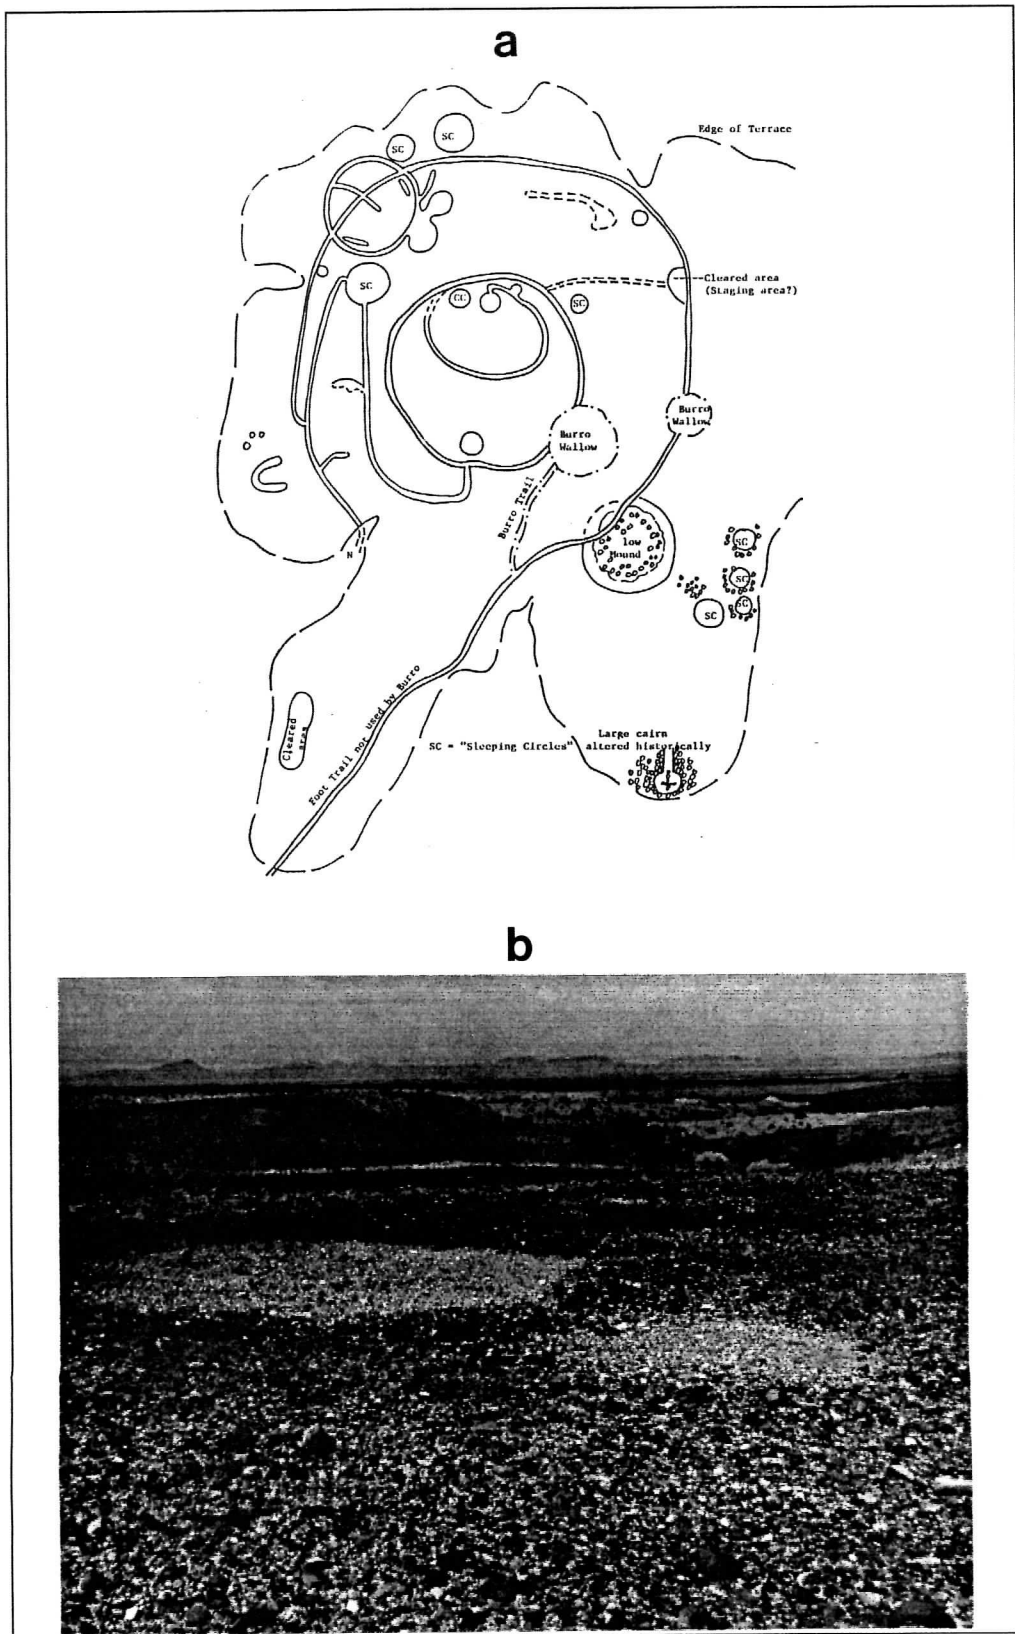 a
SC
SC
Edge of Terrace
SC
Cleared area
(Staging area?)
CC
SC
Burro
Wallow
Burro
Wallow
Burro Trail
N
low
Mound
SC
SC
SC
SC
Foot Trail not used by Burro
Cleared
area
SC = "Sleeping Circles"
Large cairn
altered historically
b